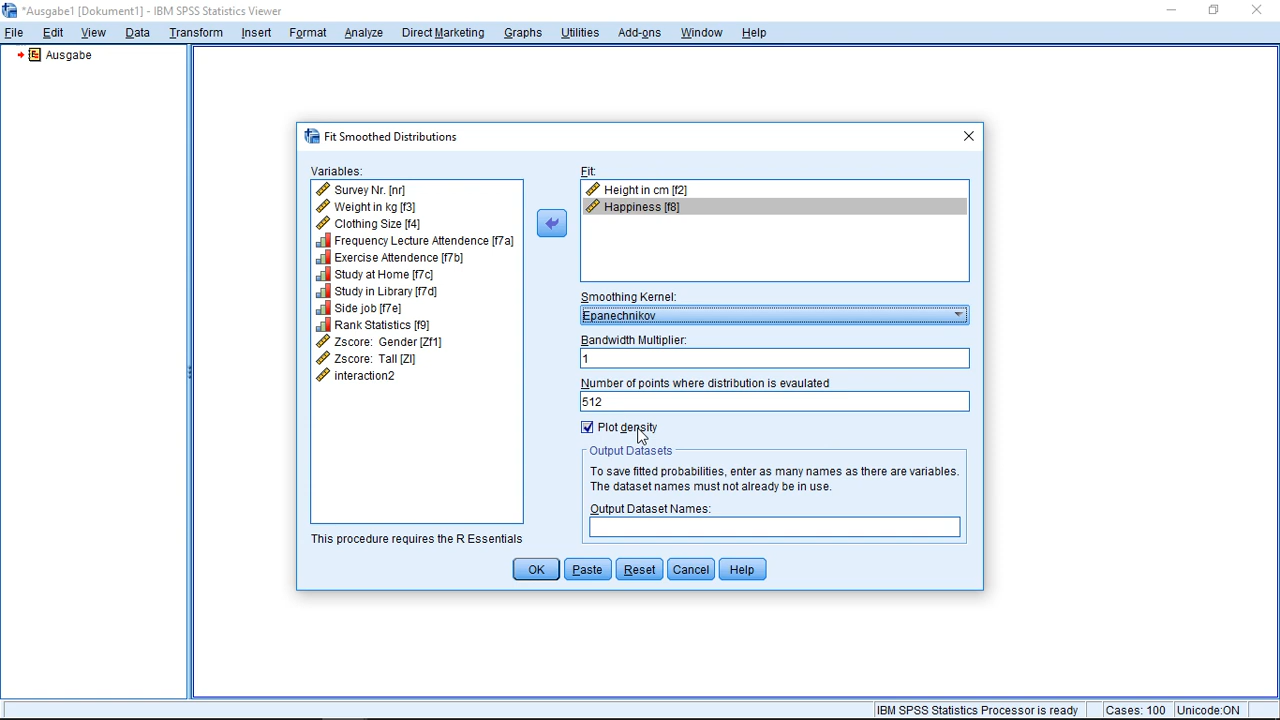 *Ausgabe1 [Dokument1] - IBM SPSS Statistics Viewer
File Edit View Data Transform Insert Format Analyze Direct Marketing Graphs Utilities Add-ons Window Help
Ausgabe
Fit Smoothed Distributions
Variables:
Survey Nr. [nr]
Weight in kg [f3]
Clothing Size [f4]
Frequency Lecture Attendence [f7a]
Exercise Attendence [f7b]
Study at Home [f7c]
Study in Library [f7d]
Side job [f7e]
Rank Statistics [f9]
Zscore: Gender [Zf1]
Zscore: Tall [Zl]
interaction2
This procedure requires the R Essentials
Fit:
Height in cm [f2]
Happiness [f8]
Smoothing Kernel:
Epanechnikov
Bandwidth Multiplier:
1
Number of points where distribution is evaulated
512
Plot density
Output Datasets
To save fitted probabilities, enter as many names as there are variables.
The dataset names must not already be in use.
Output Dataset Names:
OK Paste Reset Cancel Help
IBM SPSS Statistics Processor is ready Cases: 100 Unicode:ON